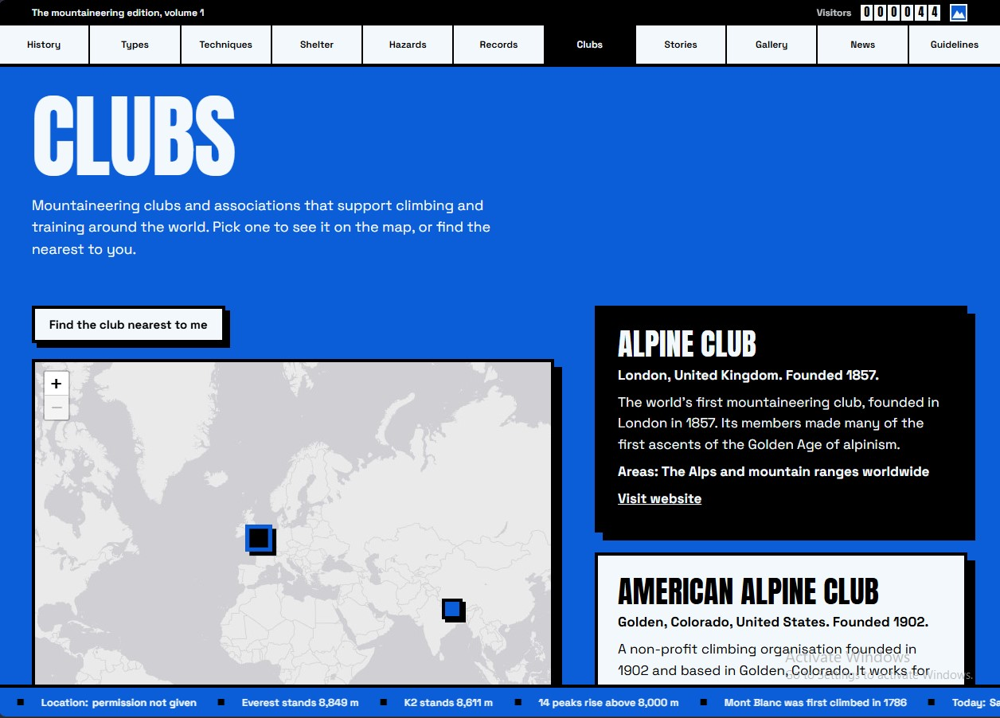 The mountaineering edition, volume 1
Visitors 0 0 0 0 4 4
History Types Techniques Shelter Hazards Records Clubs Stories Gallery News Guidelines
CLUBS
Mountaineering clubs and associations that support climbing and
training around the world. Pick one to see it on the map, or find the
nearest to you.
Find the club nearest to me
+
−
ALPINE CLUB
London, United Kingdom. Founded 1857.
The world's first mountaineering club, founded in
London in 1857. Its members made many of the
first ascents of the Golden Age of alpinism.
Areas: The Alps and mountain ranges worldwide
Visit website
AMERICAN ALPINE CLUB
Golden, Colorado, United States. Founded 1902.
A non-profit climbing organisation founded in
1902 and based in Golden, Colorado. It works for
Activate Windows
Go to Settings to activate Windows.
Location: permission not given ■ Everest stands 8,849 m ■ K2 stands 8,611 m ■ 14 peaks rise above 8,000 m ■ Mont Blanc was first climbed in 1786 ■ Today: Sa